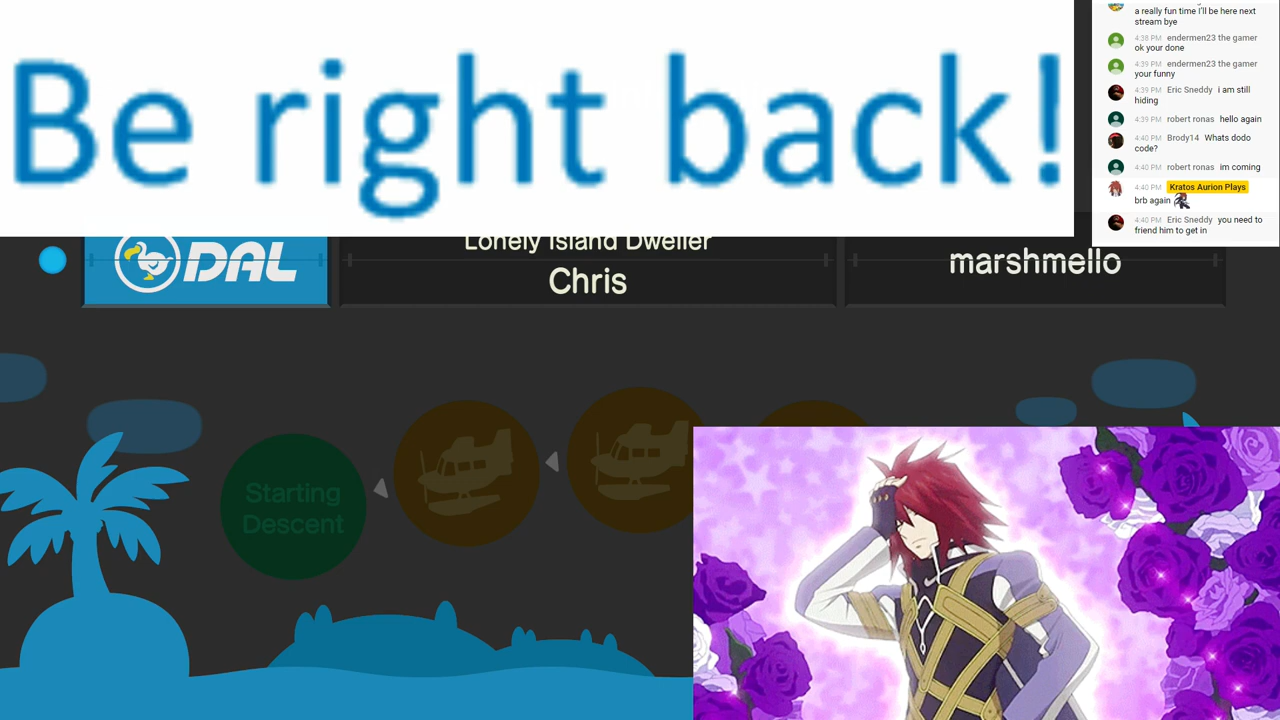 Be right back!
a really fun time I'll be here next
stream bye
4:38 PM endermen23 the gamer
ok your done
4:39 PM endermen23 the gamer
your funny
4:39 PM Eric Sneddy i am still
hiding
4:39 PM robert ronas hello again
4:40 PM Brody14 Whats dodo
code?
4:40 PM robert ronas im coming
4:40 PM Kratos Aurion Plays
brb again
4:40 PM Eric Sneddy you need to
friend him to get in
DAL
Lonely Island Dweller
Chris
marshmello
Starting
Descent